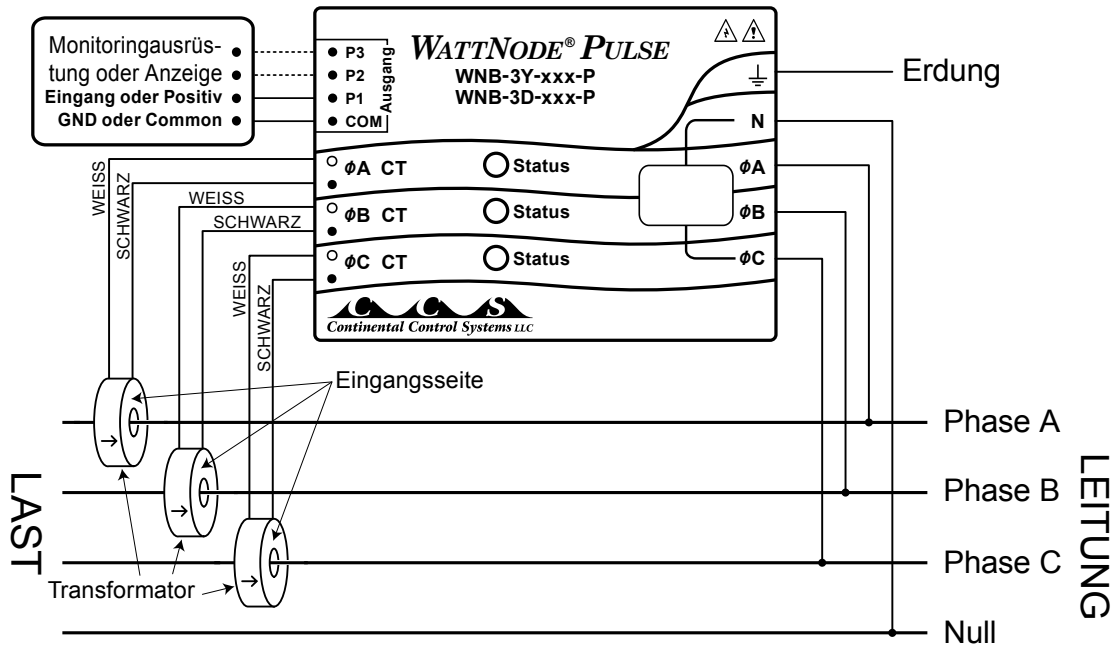 Monitoringausrüs-
tung oder Anzeige
Eingang oder Positiv
GND oder Common
P3
P2
P1
COM
Ausgang
WATTNODE® PULSE
WNB-3Y-xxx-P
WNB-3D-xxx-P
Erdung
N
ΦA CT
Status
ΦA
ΦB CT
Status
ΦB
ΦC CT
Status
ΦC
WEISS
SCHWARZ
WEISS
SCHWARZ
WEISS
SCHWARZ
CCS
Continental Control Systems LLC
Eingangsseite
Phase A
Phase B
Phase C
Null
LAST
LEITUNG
Transformator